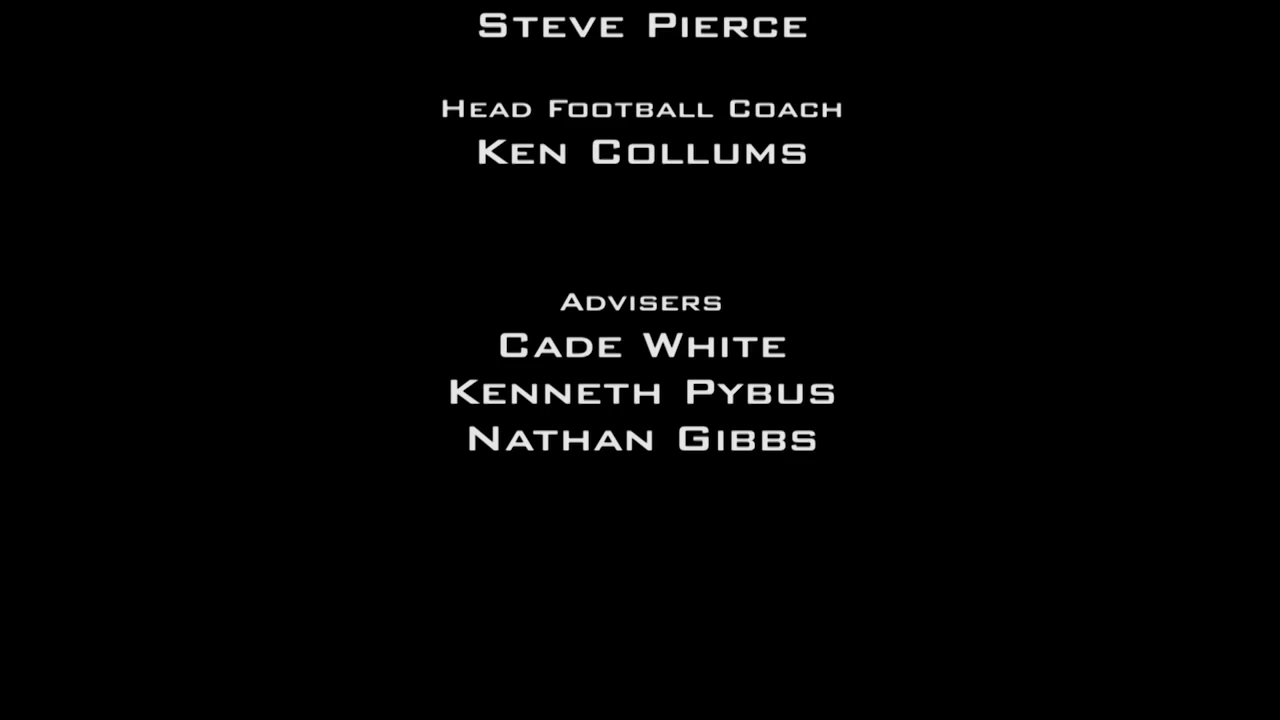 Steve Pierce
Head Football Coach
Ken Collums
Advisers
Cade White
Kenneth Pybus
Nathan Gibbs